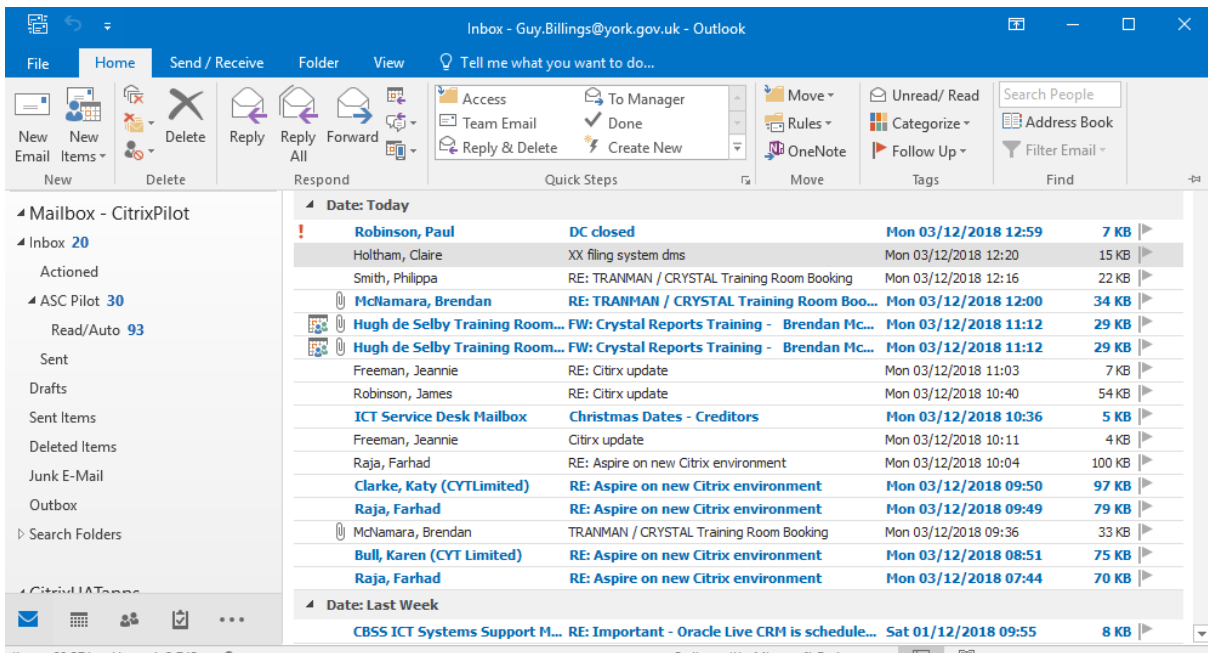 Inbox - Guy.Billings@york.gov.uk - Outlook
File Home Send / Receive Folder View Tell me what you want to do...
New Email
New Items
Delete
Reply
Reply All
Forward
Access To Manager
Team Email Done
Reply & Delete Create New
Move
Rules
OneNote
Unread/ Read
Categorize
Follow Up
Search People
Address Book
Filter Email
New Delete Respond Quick Steps Move Tags Find
Mailbox - CitrixPilot
Inbox 20
Actioned
ASC Pilot 30
Read/Auto 93
Sent
Drafts
Sent Items
Deleted Items
Junk E-Mail
Outbox
Search Folders
Date: Today
! Robinson, Paul DC closed Mon 03/12/2018 12:59 7 KB
Holtham, Claire XX filing system dms Mon 03/12/2018 12:20 15 KB
Smith, Philippa RE: TRANMAN / CRYSTAL Training Room Booking Mon 03/12/2018 12:16 22 KB
McNamara, Brendan RE: TRANMAN / CRYSTAL Training Room Boo... Mon 03/12/2018 12:00 34 KB
Hugh de Selby Training Room... FW: Crystal Reports Training - Brendan Mc... Mon 03/12/2018 11:12 29 KB
Hugh de Selby Training Room... FW: Crystal Reports Training - Brendan Mc... Mon 03/12/2018 11:12 29 KB
Freeman, Jeannie RE: Citirx update Mon 03/12/2018 11:03 7 KB
Robinson, James RE: Citirx update Mon 03/12/2018 10:40 54 KB
ICT Service Desk Mailbox Christmas Dates - Creditors Mon 03/12/2018 10:36 5 KB
Freeman, Jeannie Citirx update Mon 03/12/2018 10:11 4 KB
Raja, Farhad RE: Aspire on new Citrix environment Mon 03/12/2018 10:04 100 KB
Clarke, Katy (CYTLimited) RE: Aspire on new Citrix environment Mon 03/12/2018 09:50 97 KB
Raja, Farhad RE: Aspire on new Citrix environment Mon 03/12/2018 09:49 79 KB
McNamara, Brendan TRANMAN / CRYSTAL Training Room Booking Mon 03/12/2018 09:36 33 KB
Bull, Karen (CYT Limited) RE: Aspire on new Citrix environment Mon 03/12/2018 08:51 75 KB
Raja, Farhad RE: Aspire on new Citrix environment Mon 03/12/2018 07:44 70 KB
Date: Last Week
CBSS ICT Systems Support M... RE: Important - Oracle Live CRM is schedule... Sat 01/12/2018 09:55 8 KB